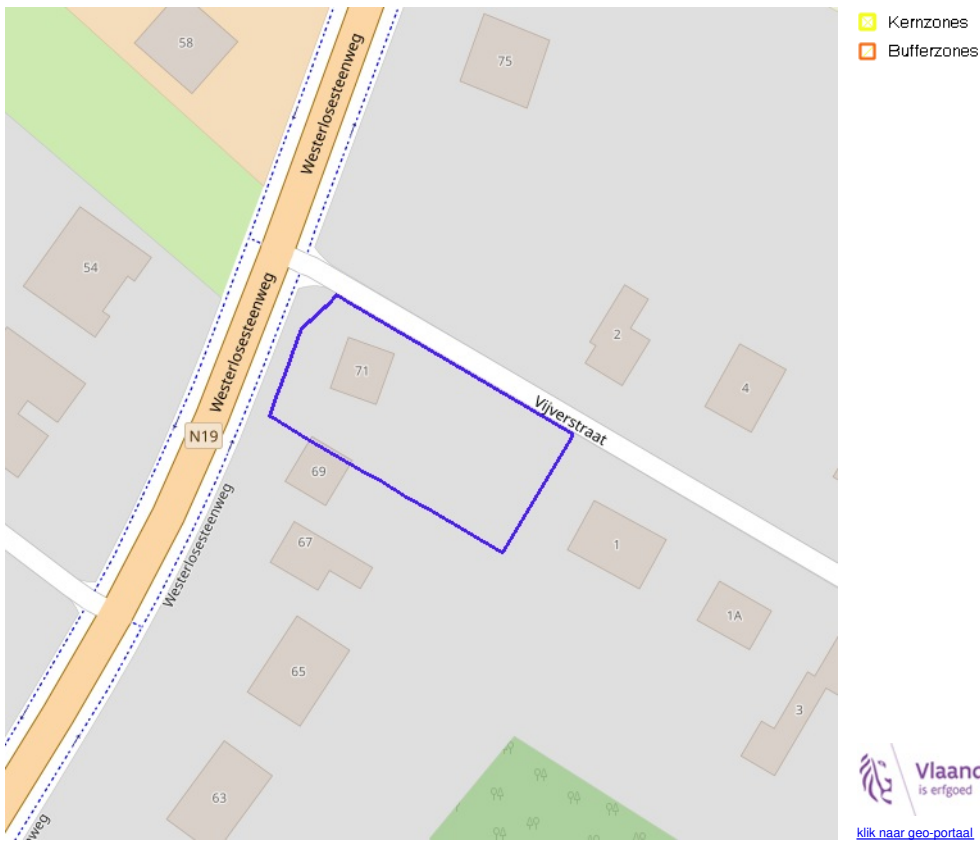 Kernzones
Bufferzones
58
75
Westerlosesteenweg
54
Westerlosesteenweg
71
2
4
Vijverstraat
N19
69
Westerlosesteenweg
67
1
1A
65
3
63
weg
Vlaand
is erfgoed
klik naar geo-portaal